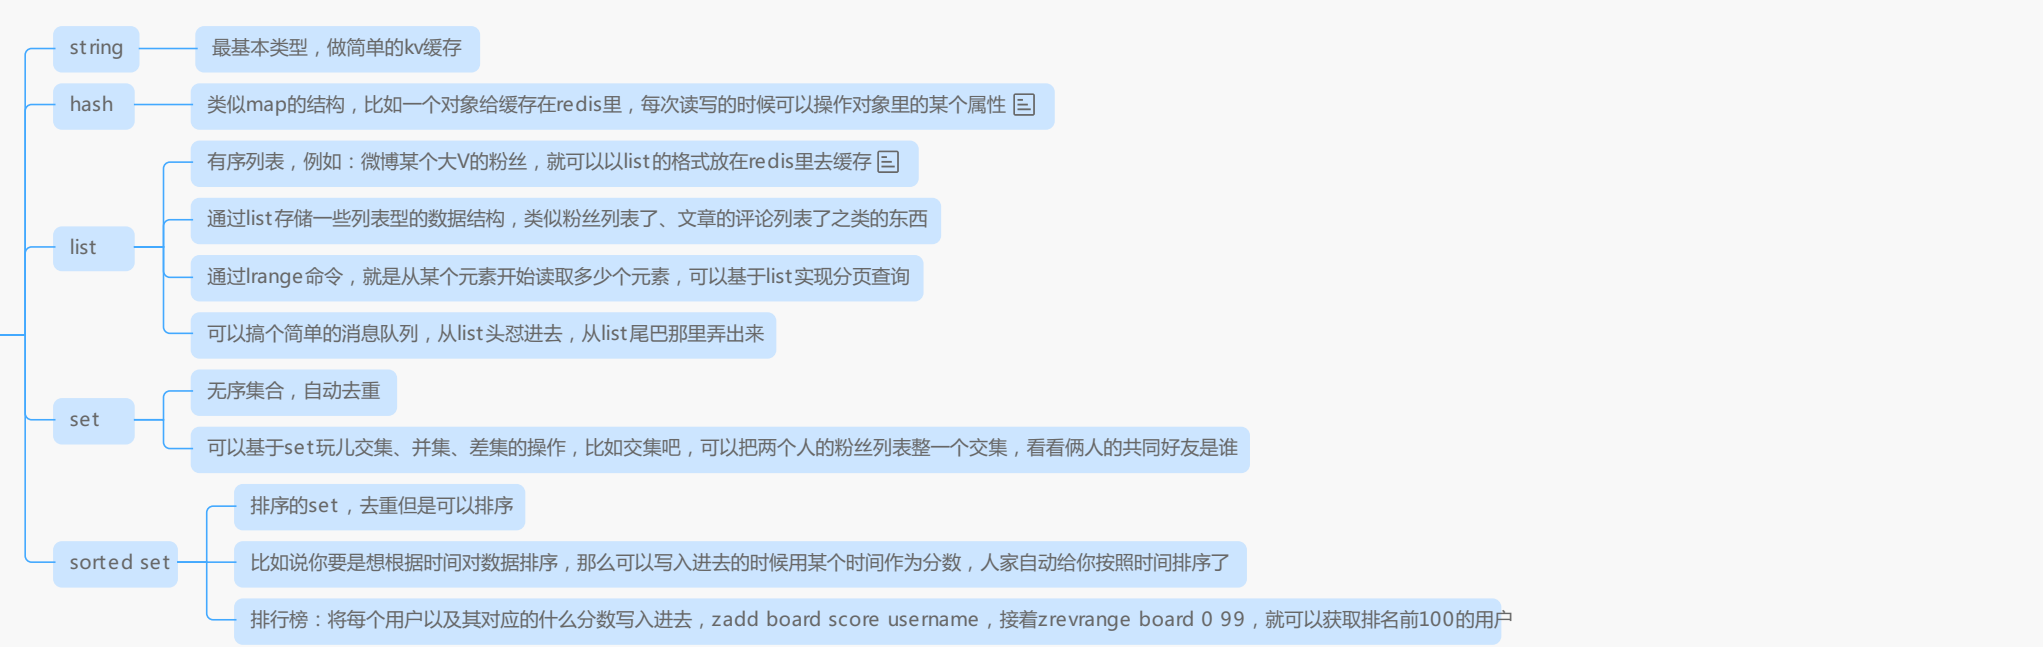 string
最基本类型，做简单的kv缓存
hash
类似map的结构，比如一个对象给缓存在redis里，每次读写的时候可以操作对象里的某个属性
list
有序列表，例如：微博某个大V的粉丝，就可以以list的格式放在redis里去缓存
通过list存储一些列表型的数据结构，类似粉丝列表了、文章的评论列表了之类的东西
通过lrange命令，就是从某个元素开始读取多少个元素，可以基于list实现分页查询
可以搞个简单的消息队列，从list头怼进去，从list尾巴那里弄出来
set
无序集合，自动去重
可以基于set玩儿交集、并集、差集的操作，比如交集吧，可以把两个人的粉丝列表整一个交集，看看俩人的共同好友是谁
sorted set
排序的set，去重但是可以排序
比如说你要是想根据时间对数据排序，那么可以写入进去的时候用某个时间作为分数，人家自动给你按照时间排序了
排行榜：将每个用户以及其对应的什么分数写入进去，zadd board score username，接着zrevrange board 0 99，就可以获取排名前100的用户